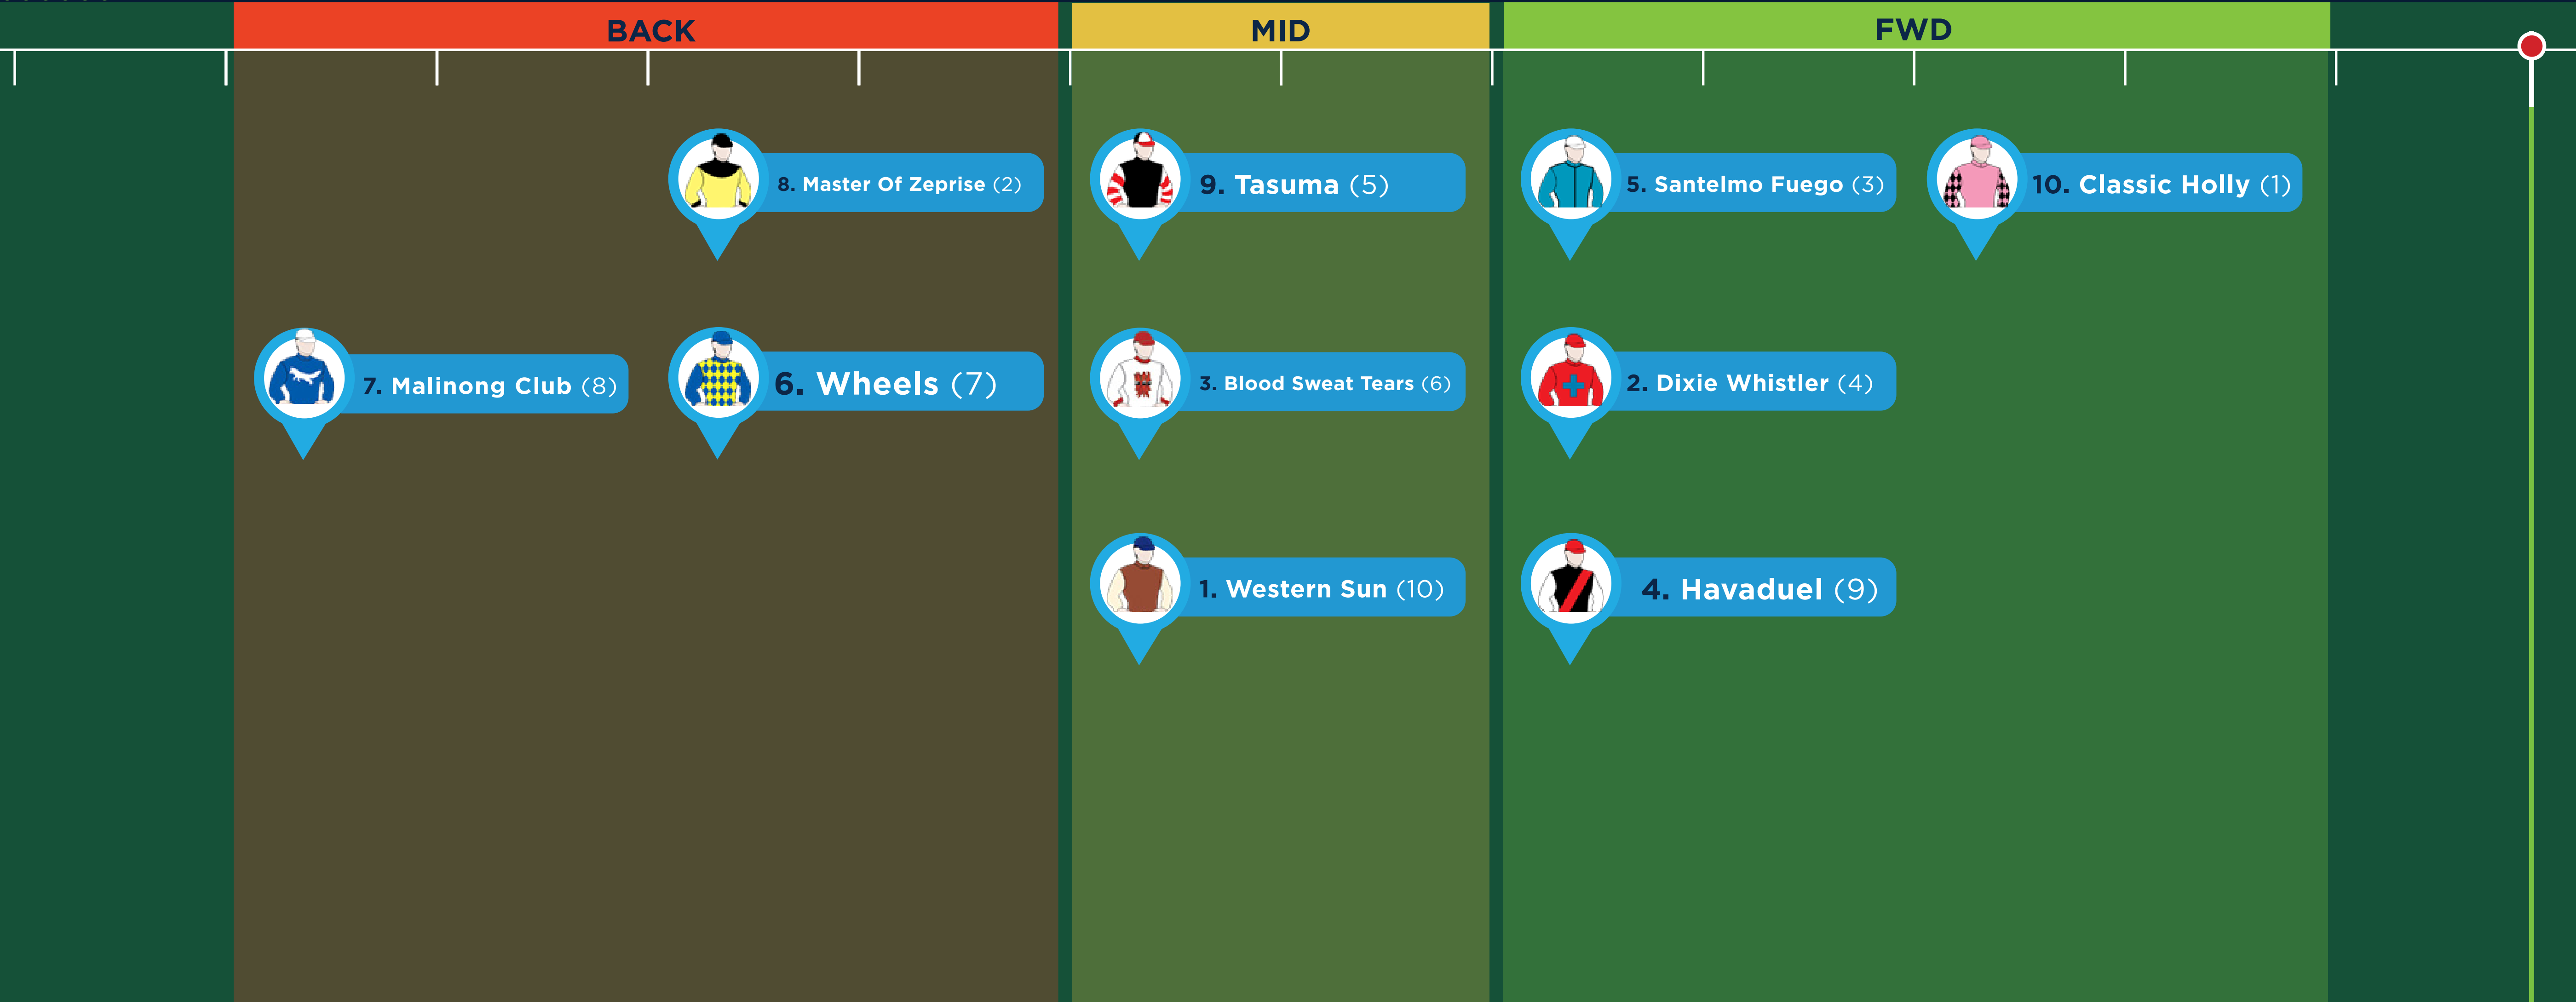 BACK
MID
FWD
8. Master Of Zeprise (2)
9. Tasuma (5)
5. Santelmo Fuego (3)
10. Classic Holly (1)
7. Malinong Club (8)
6. Wheels (7)
3. Blood Sweat Tears (6)
2. Dixie Whistler (4)
1. Western Sun (10)
4. Havaduel (9)